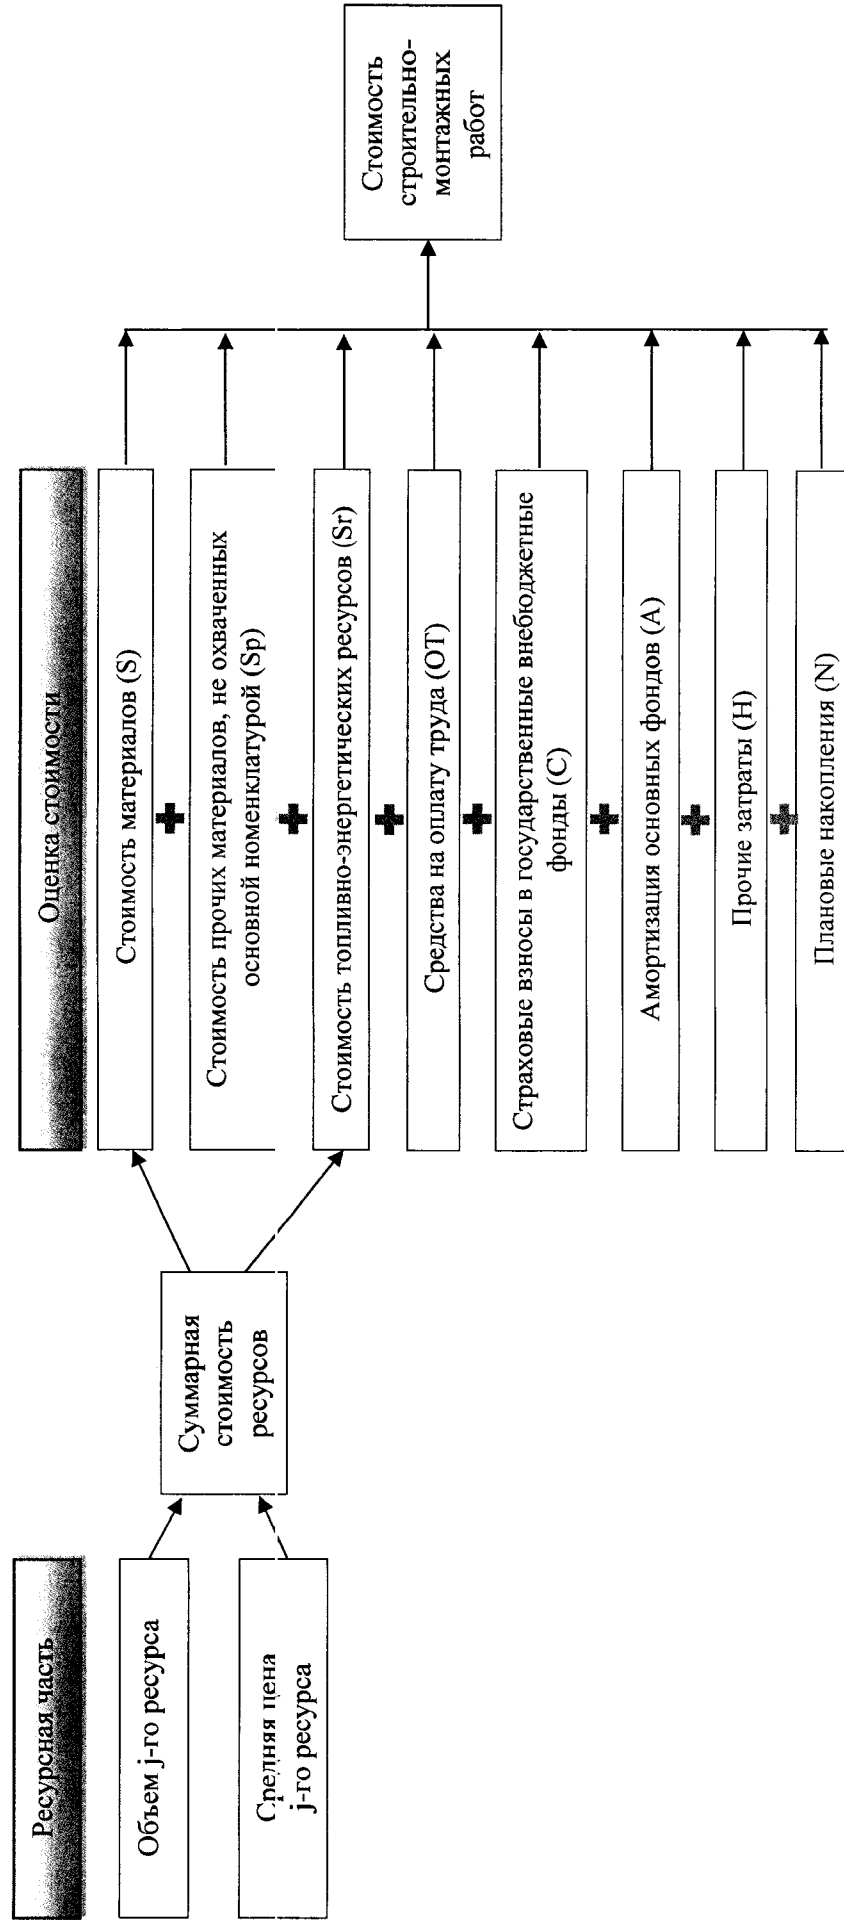 Ресурсная часть
Объем j-го ресурса
Средняя цена
j-го ресурса
Суммарная
стоимость
ресурсов
Оценка стоимости
Стоимость материалов (S)
Стоимость прочих материалов, не охваченных
основной номенклатурой (Sp)
Стоимость топливно-энергетических ресурсов (Sr)
Средства на оплату труда (ОТ)
Страховые взносы в государственные внебюджетные
фонды (С)
Амортизация основных фондов (А)
Прочие затраты (Н)
Плановые накопления (N)
Стоимость
строительно-
монтажных
работ